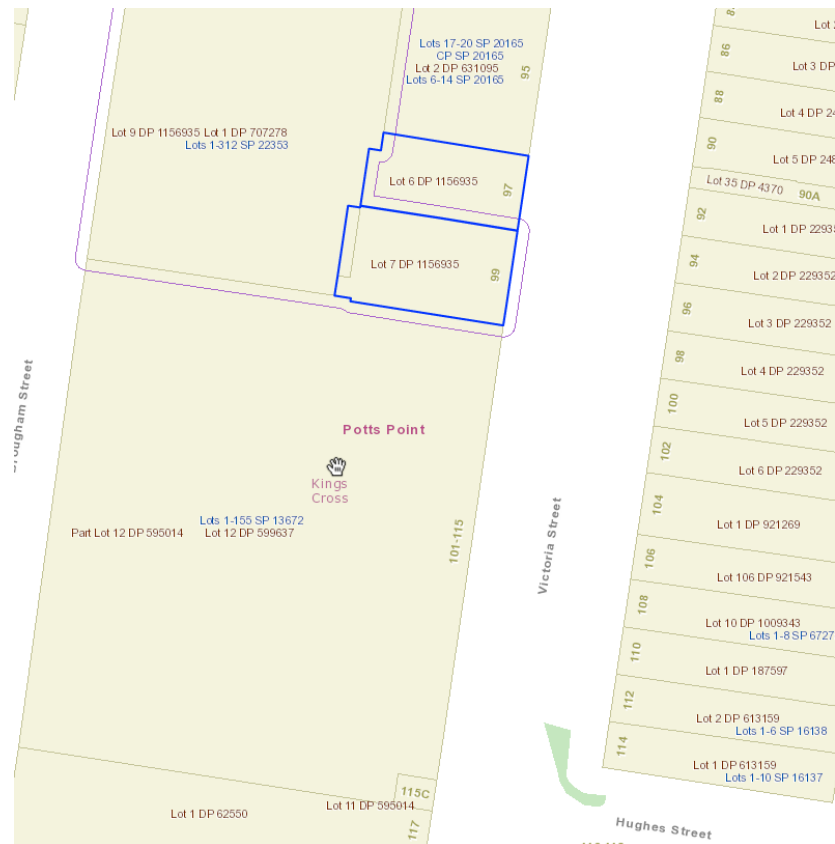 Lots 17-20 SP 20165
CP SP 20165
Lot 2 DP 631095
Lots 6-14 SP 20165
95
Lot 9 DP 1156935 Lot 1 DP 707278
Lots 1-312 SP 22353
Lot 6 DP 1156935
97
Lot 7 DP 1156935
99
86
Lot 3 DP
88
Lot 4 DP 24
90
Lot 5 DP 248
Lot 35 DP 4370
90A
92
Lot 1 DP 2293
94
Lot 2 DP 229352
96
Lot 3 DP 229352
98
Lot 4 DP 229352
100
Lot 5 DP 229352
102
Lot 6 DP 229352
104
Lot 1 DP 921269
106
Lot 106 DP 921543
108
Lot 10 DP 1009343
Lots 1-8 SP 6727
110
Lot 1 DP 187597
112
Lot 2 DP 613159
Lots 1-6 SP 16138
114
Lot 1 DP 613159
Lots 1-10 SP 16137
Potts Point
Kings
Cross
Lots 1-155 SP 13672
Part Lot 12 DP 595014
Lot 12 DP 599637
101-115
Victoria Street
115C
Lot 11 DP 595014
Lot 1 DP 62550
117
Hughes Street